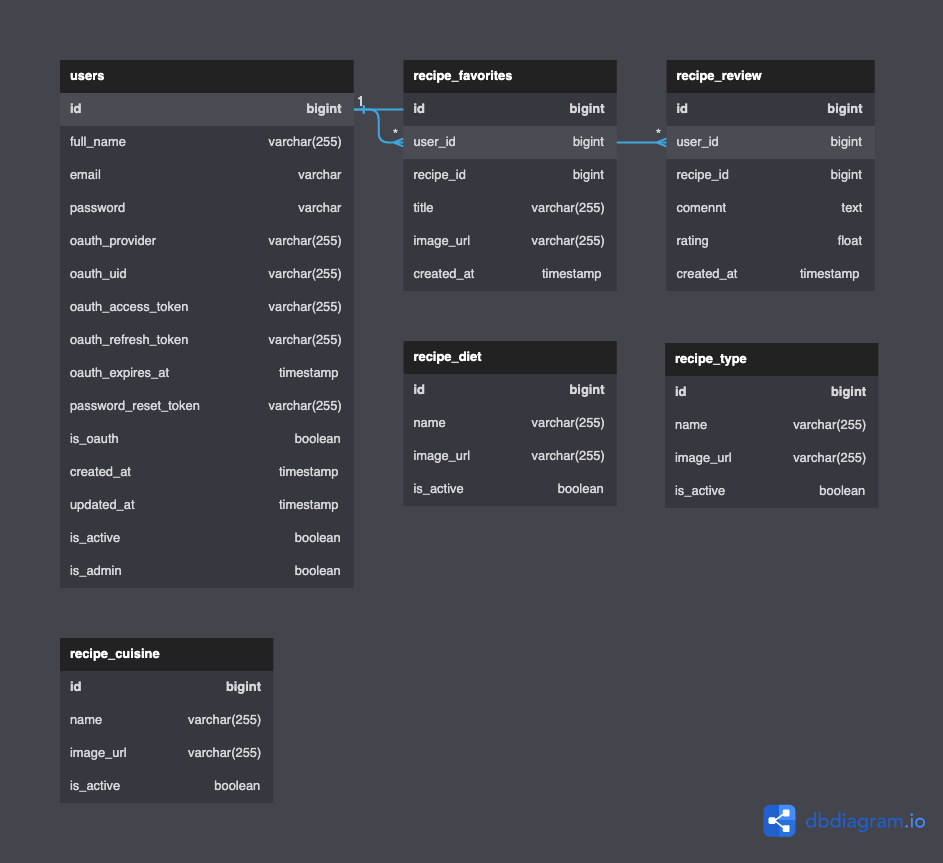 users
id bigint
full_name varchar(255)
email varchar
password varchar
oauth_provider varchar(255)
oauth_uid varchar(255)
oauth_access_token varchar(255)
oauth_refresh_token varchar(255)
oauth_expires_at timestamp
password_reset_token varchar(255)
is_oauth boolean
created_at timestamp
updated_at timestamp
is_active boolean
is_admin boolean
1
*
recipe_favorites
id bigint
user_id bigint
recipe_id bigint
title varchar(255)
image_url varchar(255)
created_at timestamp
*
recipe_review
id bigint
user_id bigint
recipe_id bigint
comennt text
rating float
created_at timestamp
recipe_diet
id bigint
name varchar(255)
image_url varchar(255)
is_active boolean
recipe_type
id bigint
name varchar(255)
image_url varchar(255)
is_active boolean
recipe_cuisine
id bigint
name varchar(255)
image_url varchar(255)
is_active boolean
dbdiagram.io